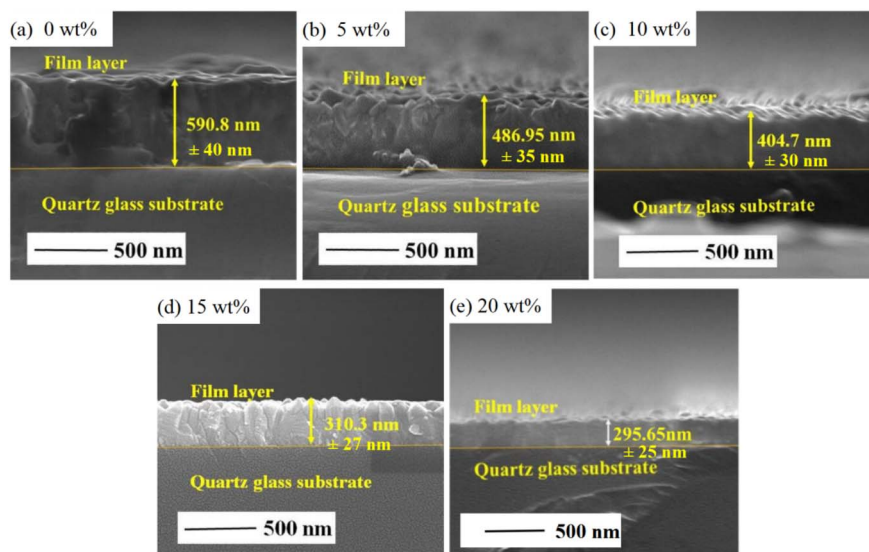 (a) 0 wt%
Film layer
590.8 nm
± 40 nm
Quartz glass substrate
500 nm
(b) 5 wt%
Film layer
486.95 nm
± 35 nm
Quartz glass substrate
500 nm
(c) 10 wt%
Film layer
404.7 nm
± 30 nm
Quartz glass substrate
500 nm
(d) 15 wt%
Film layer
310.3 nm
± 27 nm
Quartz glass substrate
500 nm
(e) 20 wt%
Film layer
295.65nm
± 25 nm
Quartz glass substrate
500 nm